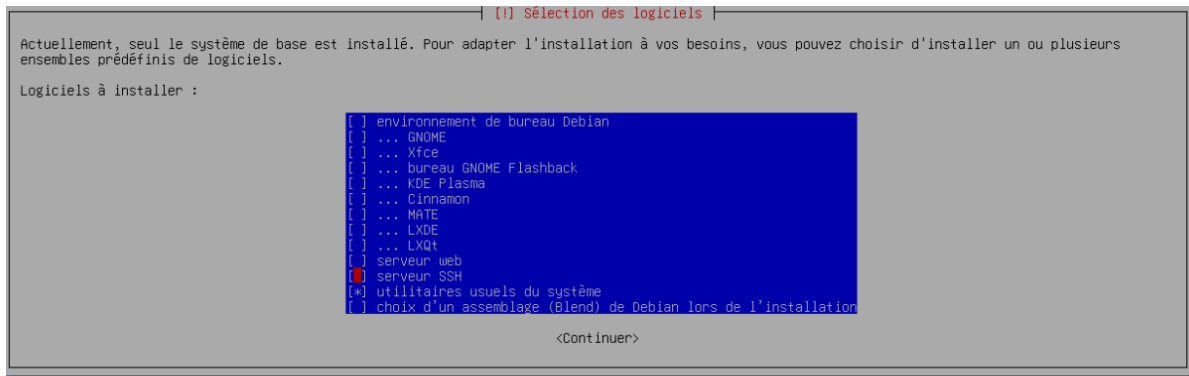 [!] Sélection des logiciels
Actuellement, seul le système de base est installé. Pour adapter l'installation à vos besoins, vous pouvez choisir d'installer un ou plusieurs
ensembles prédéfinis de logiciels.
Logiciels à installer :
[ ] environnement de bureau Debian
[ ] ... GNOME
[ ] ... Xfce
[ ] ... bureau GNOME Flashback
[ ] ... KDE Plasma
[ ] ... Cinnamon
[ ] ... MATE
[ ] ... LXDE
[ ] ... LXQt
[ ] serveur web
[ ] serveur SSH
[*] utilitaires usuels du système
[ ] choix d'un assemblage (Blend) de Debian lors de l'installation
<Continuer>